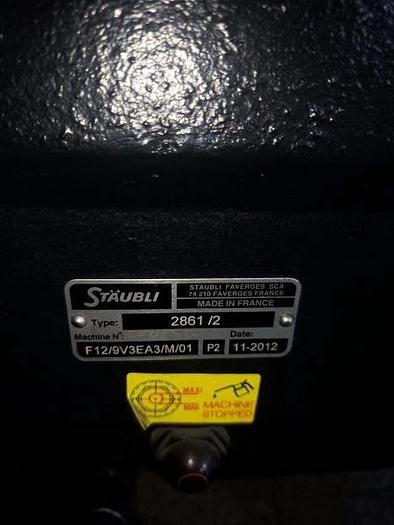 STÄUBLI
STAUBLI FAVERGES SCA
74 210 FAVERGES FRANCE
MADE IN FRANCE
Type: 2861 /2
Machine N°: Date:
F12/9V3EA3/M/01 P2 11-2012
MAXI
MINI
MACHINE
STOPPED